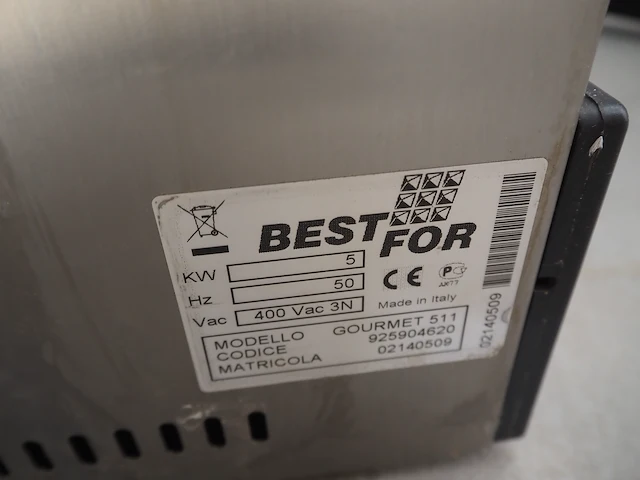 BEST FOR
KW 5
Hz 50
Vac 400 Vac 3N
CE
P
Made in Italy
MODELLO GOURMET 511
CODICE 925904620
MATRICOLA 02140509
02140509